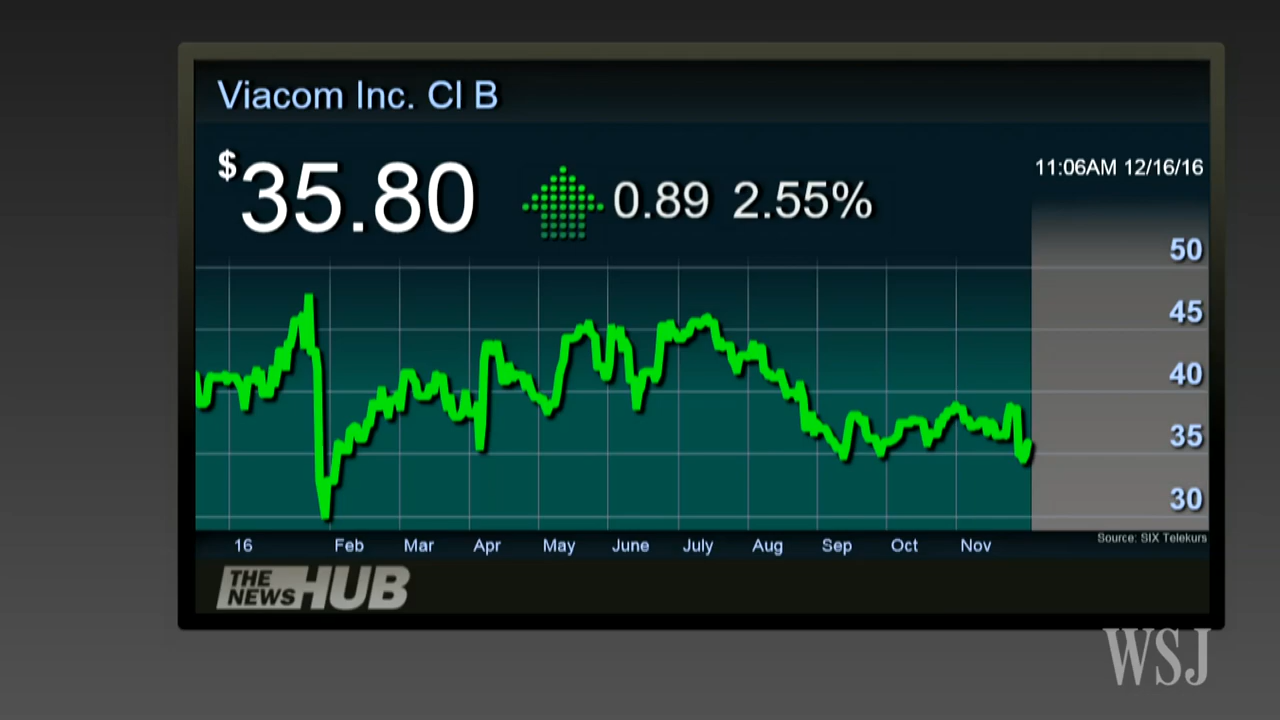 Viacom Inc. Cl B
$35.80 0.89 2.55%
11:06AM 12/16/16
50
45
40
35
30
16 Feb Mar Apr May June July Aug Sep Oct Nov
Source: SIX Telekurs
THE
NEWS HUB
WSJ